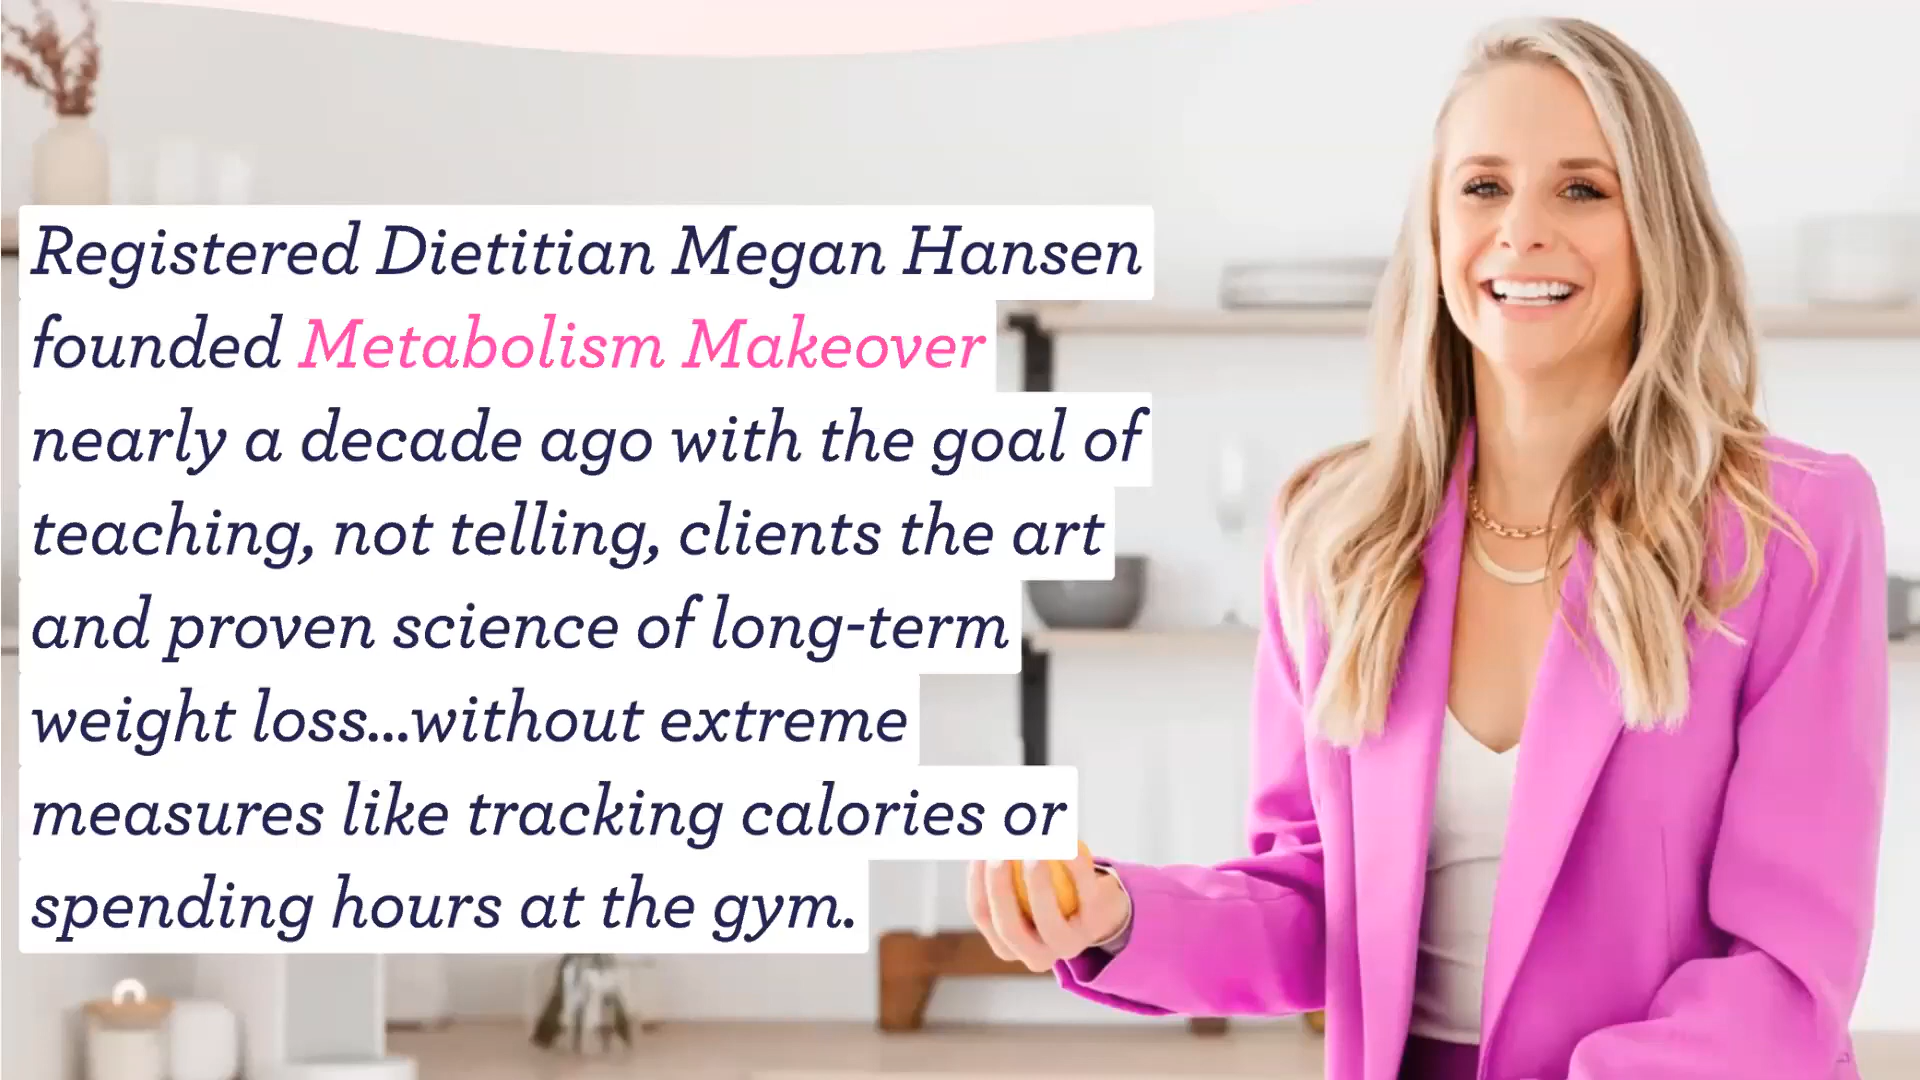 Registered Dietitian Megan Hansen
founded Metabolism Makeover
nearly a decade ago with the goal of
teaching, not telling, clients the art
and proven science of long-term
weight loss...without extreme
measures like tracking calories or
spending hours at the gym.